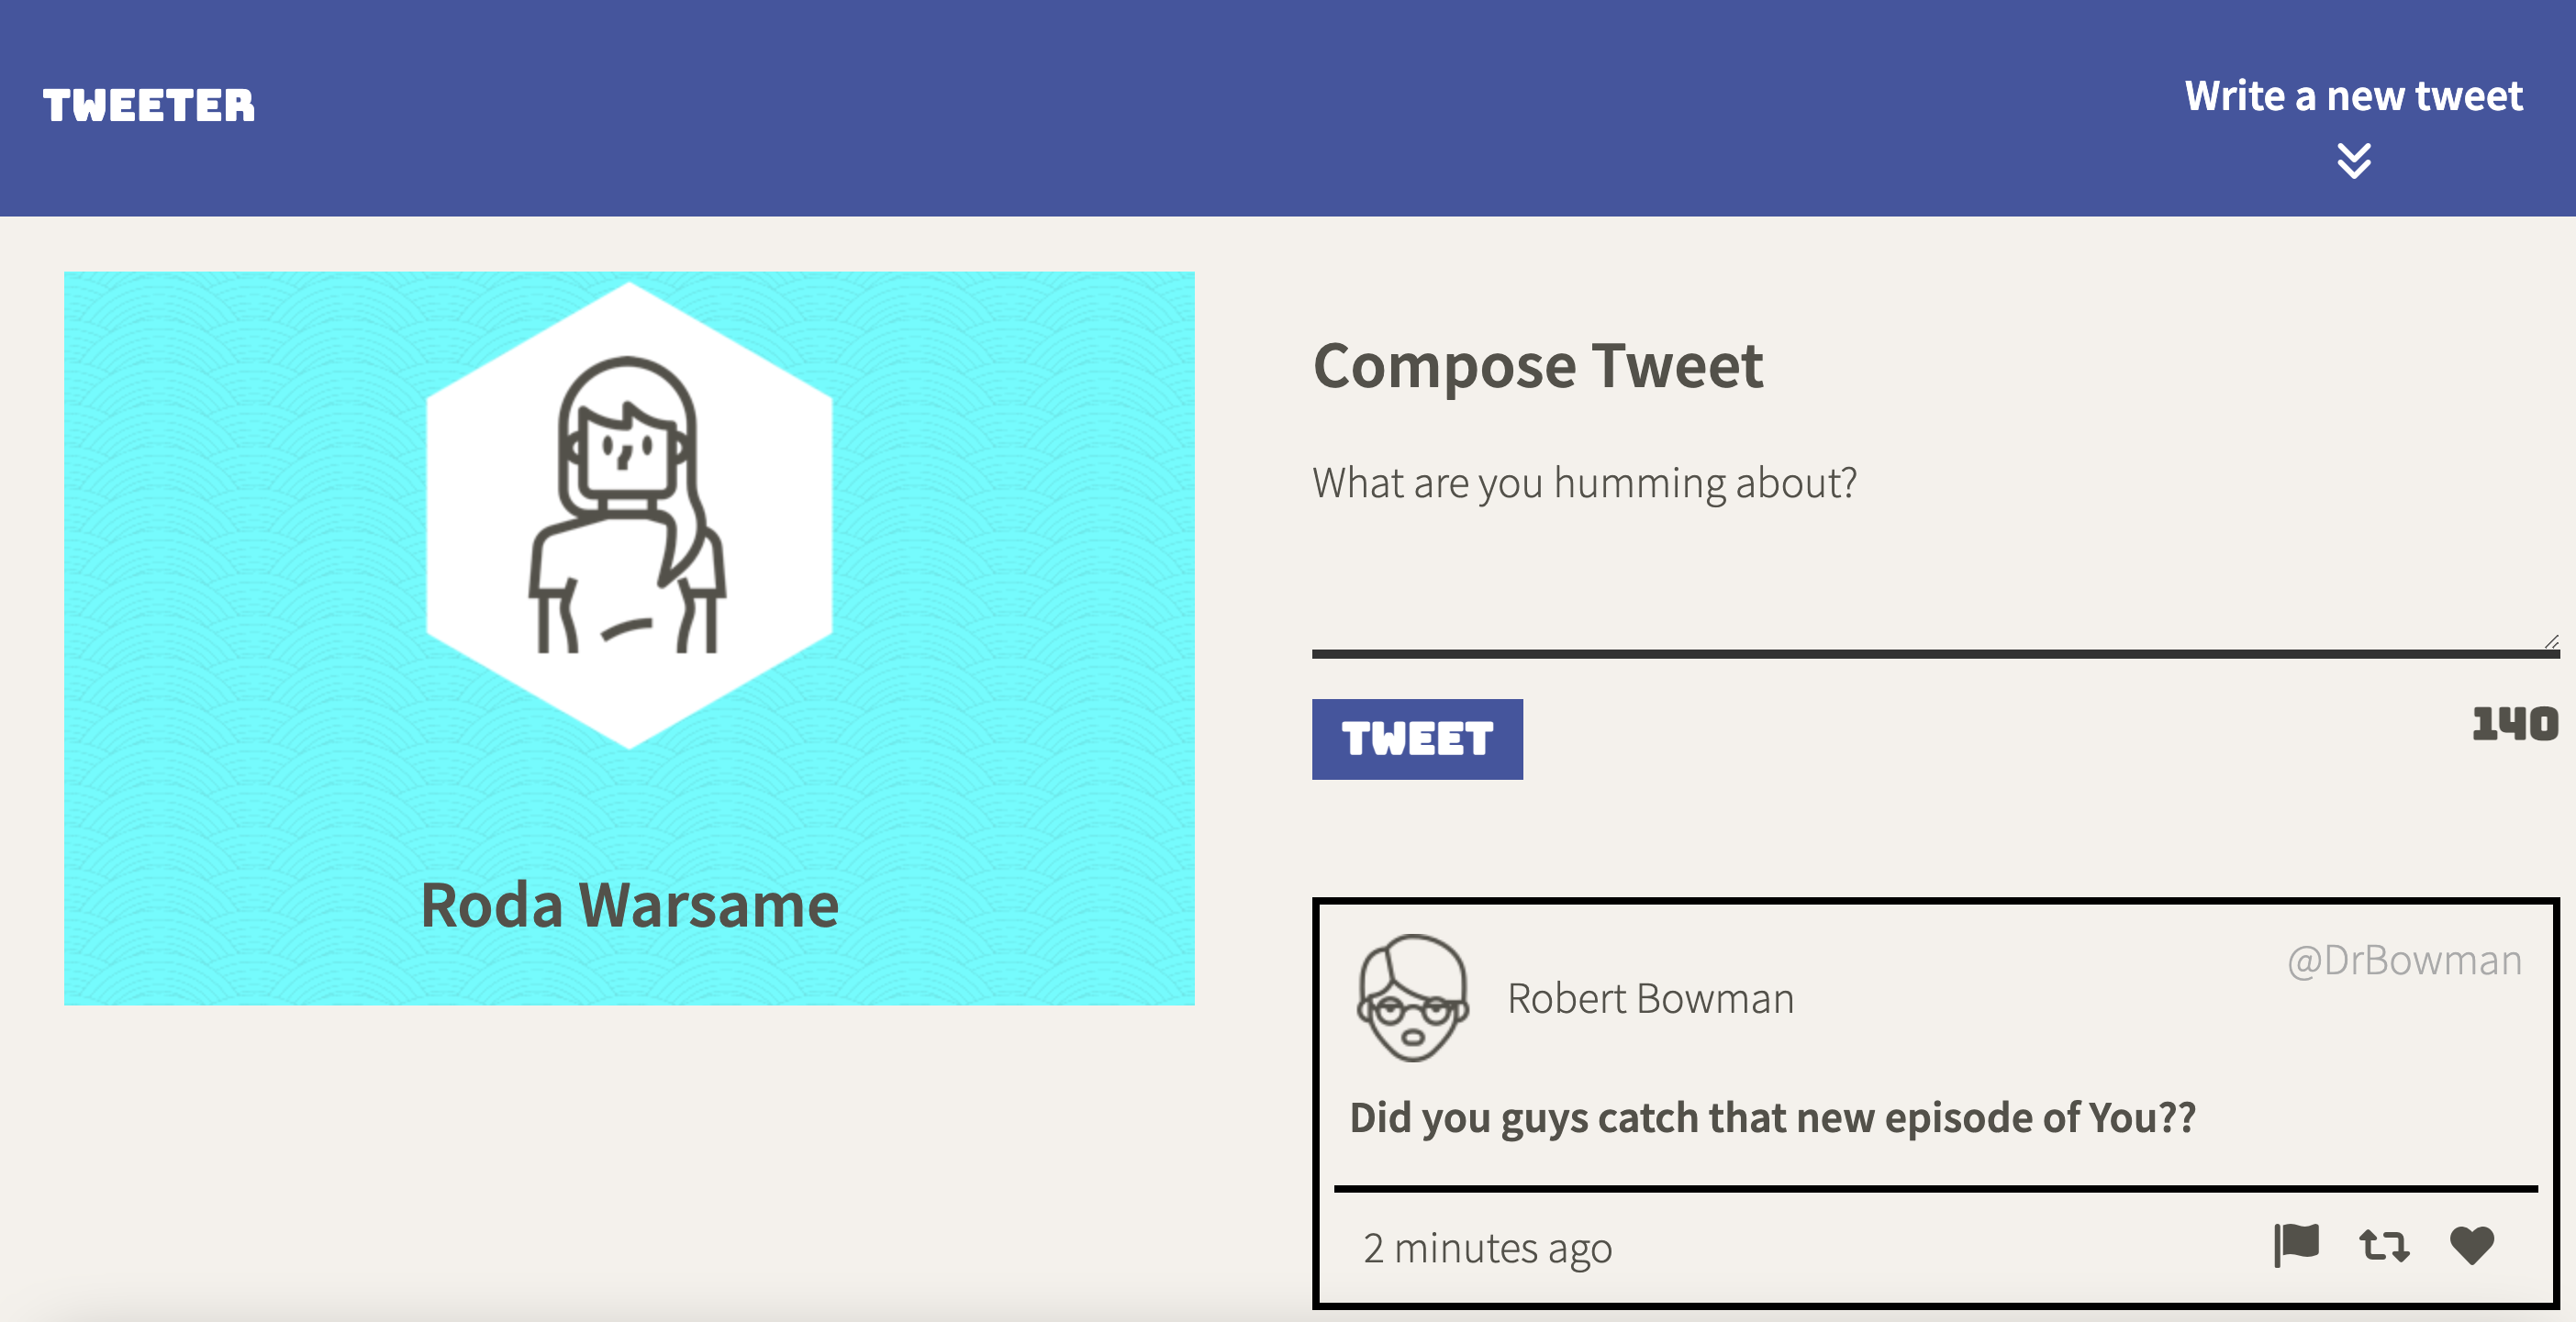 TWEETER
Write a new tweet
Roda Warsame
Compose Tweet
What are you humming about?
TWEET
140
Robert Bowman
@DrBowman
Did you guys catch that new episode of You??
2 minutes ago